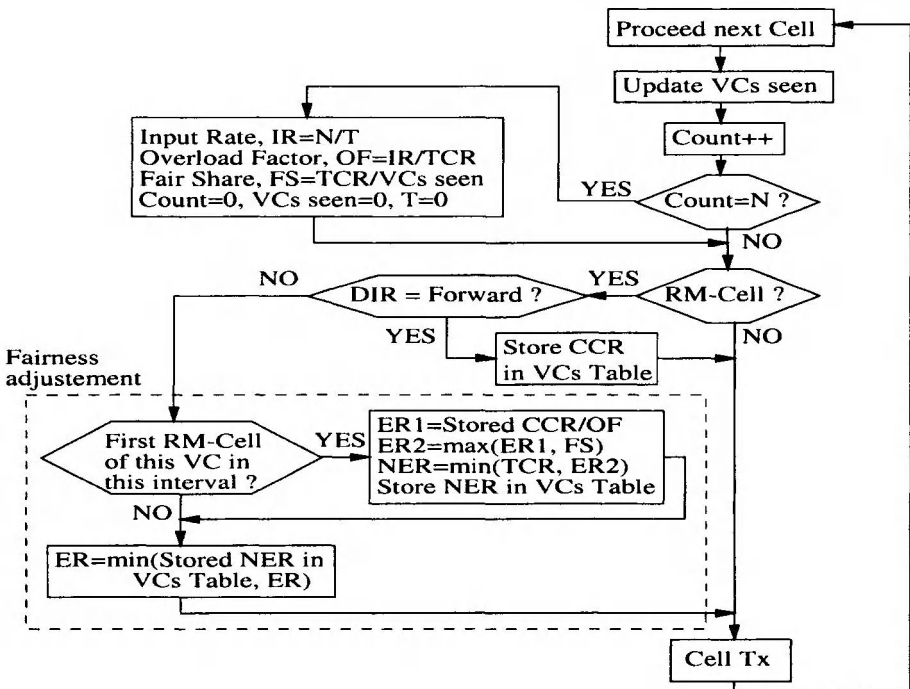 Proceed next Cell
Update VCs seen
Count++
Count=N ?
YES
NO
Input Rate, IR=N/T
Overload Factor, OF=IR/TCR
Fair Share, FS=TCR/VCs seen
Count=0, VCs seen=0, T=0
RM-Cell ?
YES
NO
DIR = Forward ?
NO
YES
Store CCR
in VCs Table
Fairness
adjustement
First RM-Cell
of this VC in
this interval ?
YES
NO
ER1=Stored CCR/OF
ER2=max(ER1, FS)
NER=min(TCR, ER2)
Store NER in VCs Table
ER=min(Stored NER in
VCs Table, ER)
Cell Tx